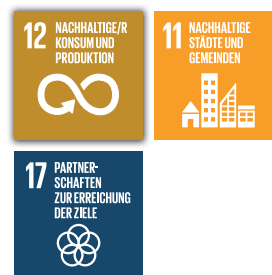 12 NACHHALTIGE/R
KONSUM UND
PRODUKTION
11 NACHHALTIGE
STÄDTE UND
GEMEINDEN
17 PARTNER-
SCHAFTEN
ZUR ERREICHUNG
DER ZIELE